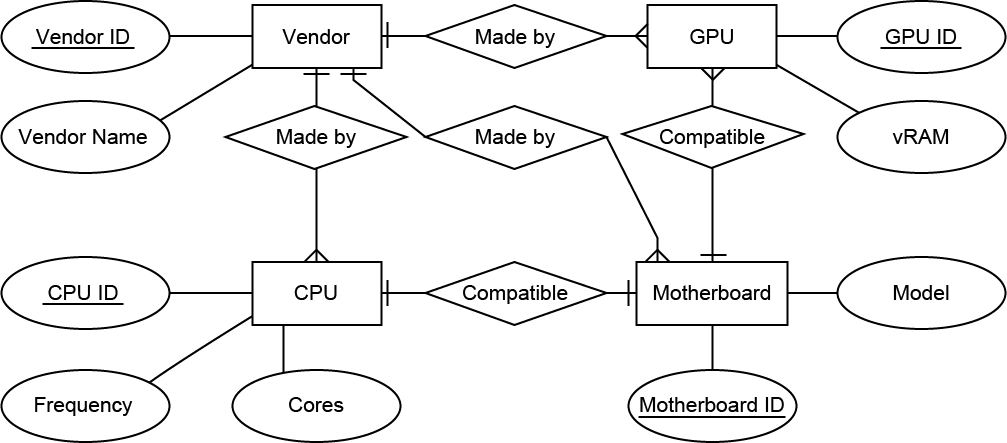 Vendor ID
Vendor
Made by
GPU
GPU ID
Vendor Name
Made by
Made by
Compatible
vRAM
CPU ID
CPU
Compatible
Motherboard
Model
Frequency
Cores
Motherboard ID